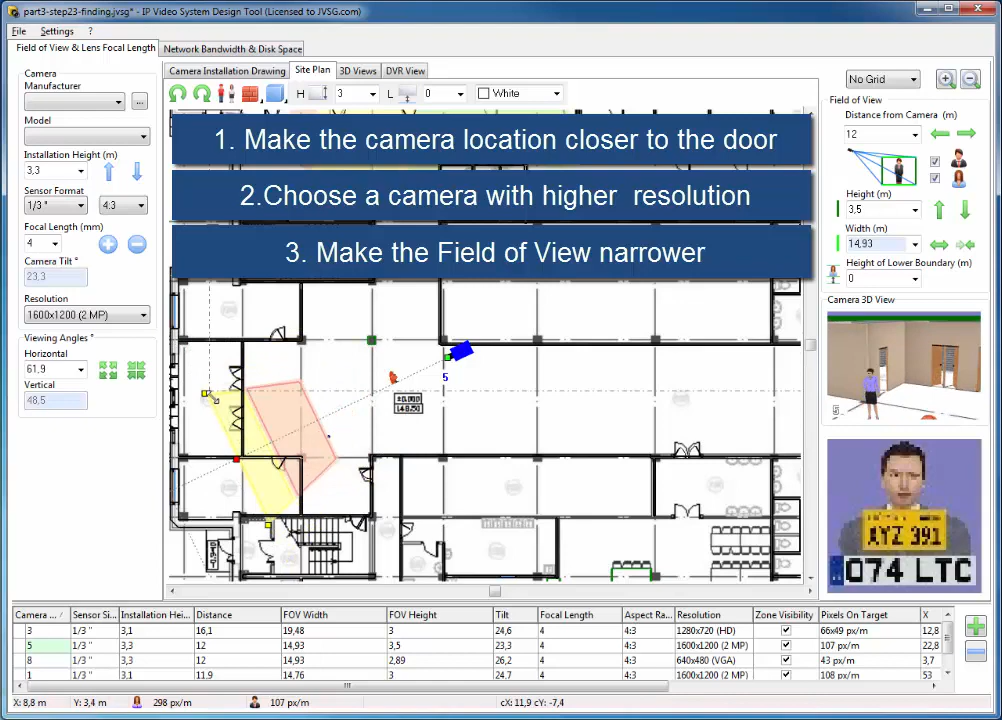 part3-step23-finding.jvsg* - IP Video System Design Tool (Licensed to JVSG.com)
File Settings ?
Field of View & Lens Focal Length Network Bandwidth & Disk Space
Camera
Manufacturer
...
Model
Installation Height (m)
3,3
Sensor Format
1/3 " 4:3
Focal Length (mm)
4
Camera Tilt °
23,3
Resolution
1600x1200 (2 MP)
Viewing Angles °
Horizontal
61,9
Vertical
48,5
Camera Installation Drawing Site Plan 3D Views DVR View
H 3 L 0 White
1. Make the camera location closer to the door
2.Choose a camera with higher resolution
3. Make the Field of View narrower
5
No Grid
Field of View
Distance from Camera (m)
12
Height (m)
3,5
Width (m)
14,93
Height of Lower Boundary (m)
0
Camera 3D View
XYZ 391
074 LTC
Camera ... Sensor Si... Installation Hei... Distance FOV Width FOV Height Tilt Focal Length Aspect Ra... Resolution Zone Visibility Pixels On Target X
3 1/3 " 3,1 16,1 19,48 3 24,6 4 4:3 1280x720 (HD) 66x49 px/m 12,8
5 1/3 " 3,3 12 14,93 3,5 23,3 4 4:3 1600x1200 (2 MP) 107 px/m 22,8
8 1/3 " 3,3 12 14,93 2,89 26,2 4 4:3 640x480 (VGA) 43 px/m 3,7
1 1/3 " 3,1 11,9 14,76 3 24,7 4 4:3 1600x1200 (2 MP) 108 px/m 53
X: 8,8 m Y: 3,4 m 298 px/m 107 px/m cX: 11,9 cY: -7,4